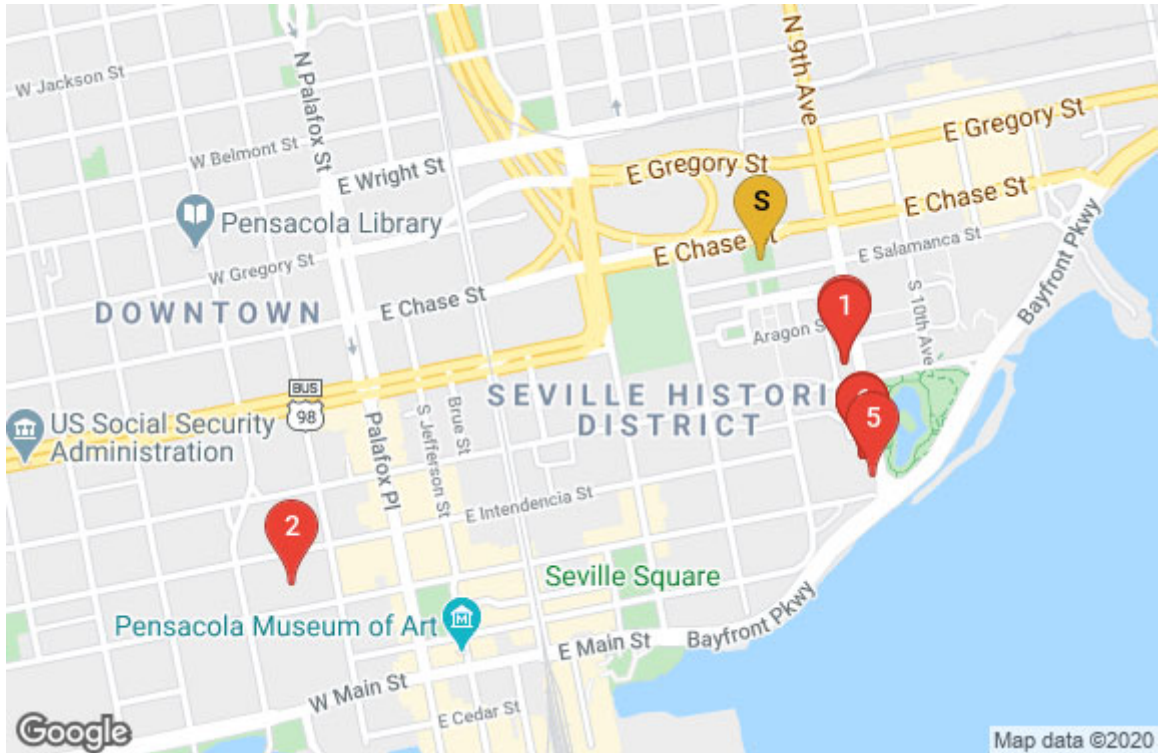 W Jackson St
N Palafox St
N 9th Ave
W Belmont St
E Wright St
E Gregory St
E Gregory St
S
Pensacola Library
E Chase St
E Chase St
E Salamanca St
Bayfront Pkwy
W Gregory St
DOWNTOWN
E Chase St
1
S 10th Ave
Aragon S
BUS
98
SEVILLE HISTORI
DISTRICT
5
US Social Security
Administration
Palafox Pl
S Jefferson St
Brue St
2
E Intendencia St
Seville Square
Pensacola Museum of Art
M
E Main St
Bayfront Pkwy
W Main St
E Cedar St
Google
Map data ©2020